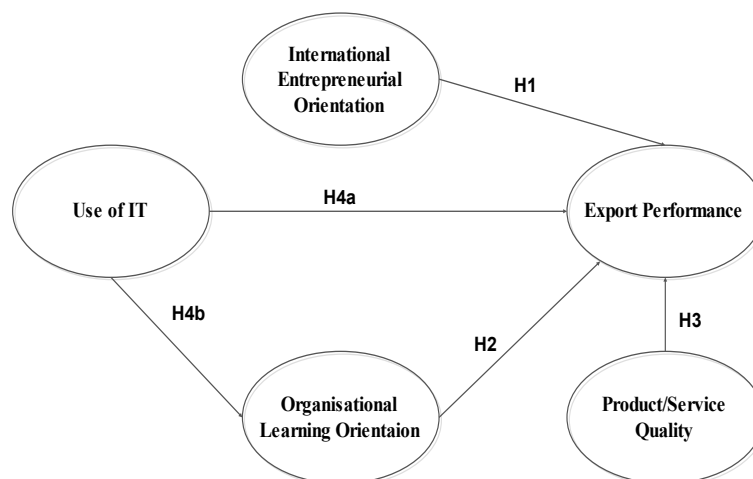 International
Entrepreneurial
Orientation
H1
Use of IT
H4a
Export Performance
H4b
H2
H3
Organisational
Learning Orientaion
Product/Service
Quality